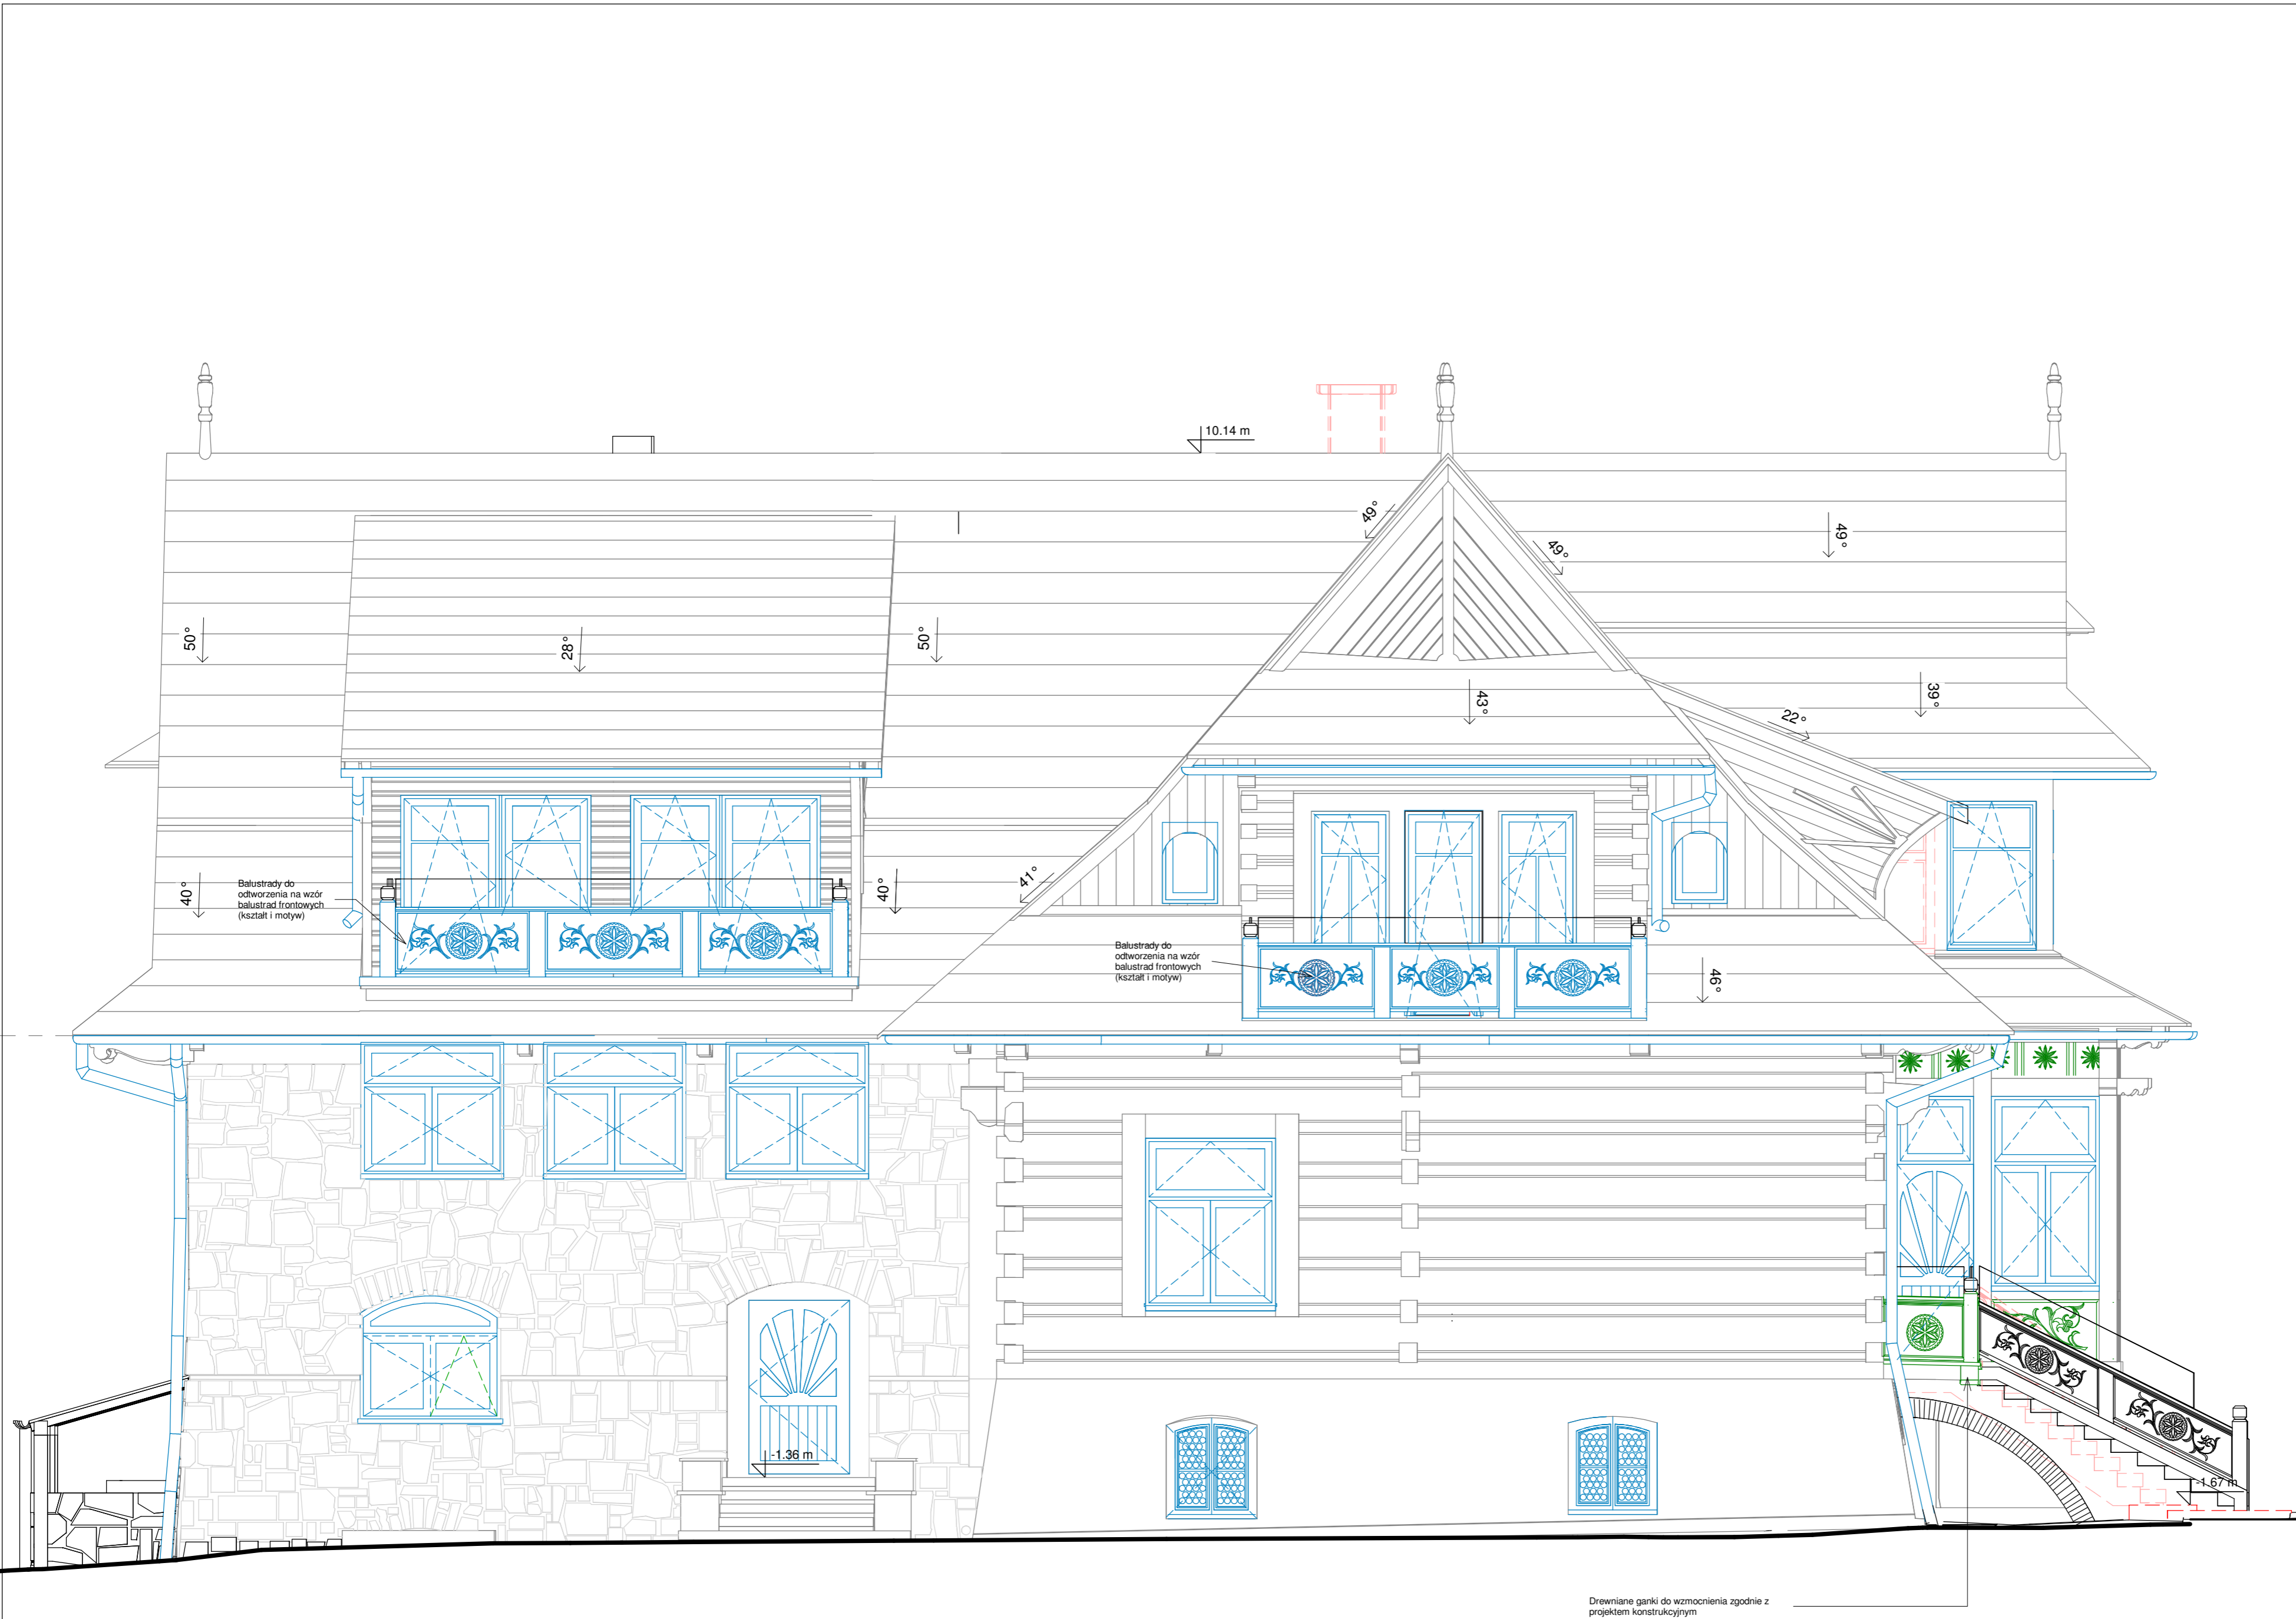 10.14 m
49°
49°
49°
50°
28°
50°
43°
39°
22°
40°
Balustrady do
odtworzenia na wzór
balustrad frontowych
(kształt i motyw)
40°
41°
Balustrady do
odtworzenia na wzór
balustrad frontowych
(kształt i motyw)
46°
-1.36 m
-1.67 m
Drewniane ganki do wzmocnienia zgodnie z
projektem konstrukcyjnym